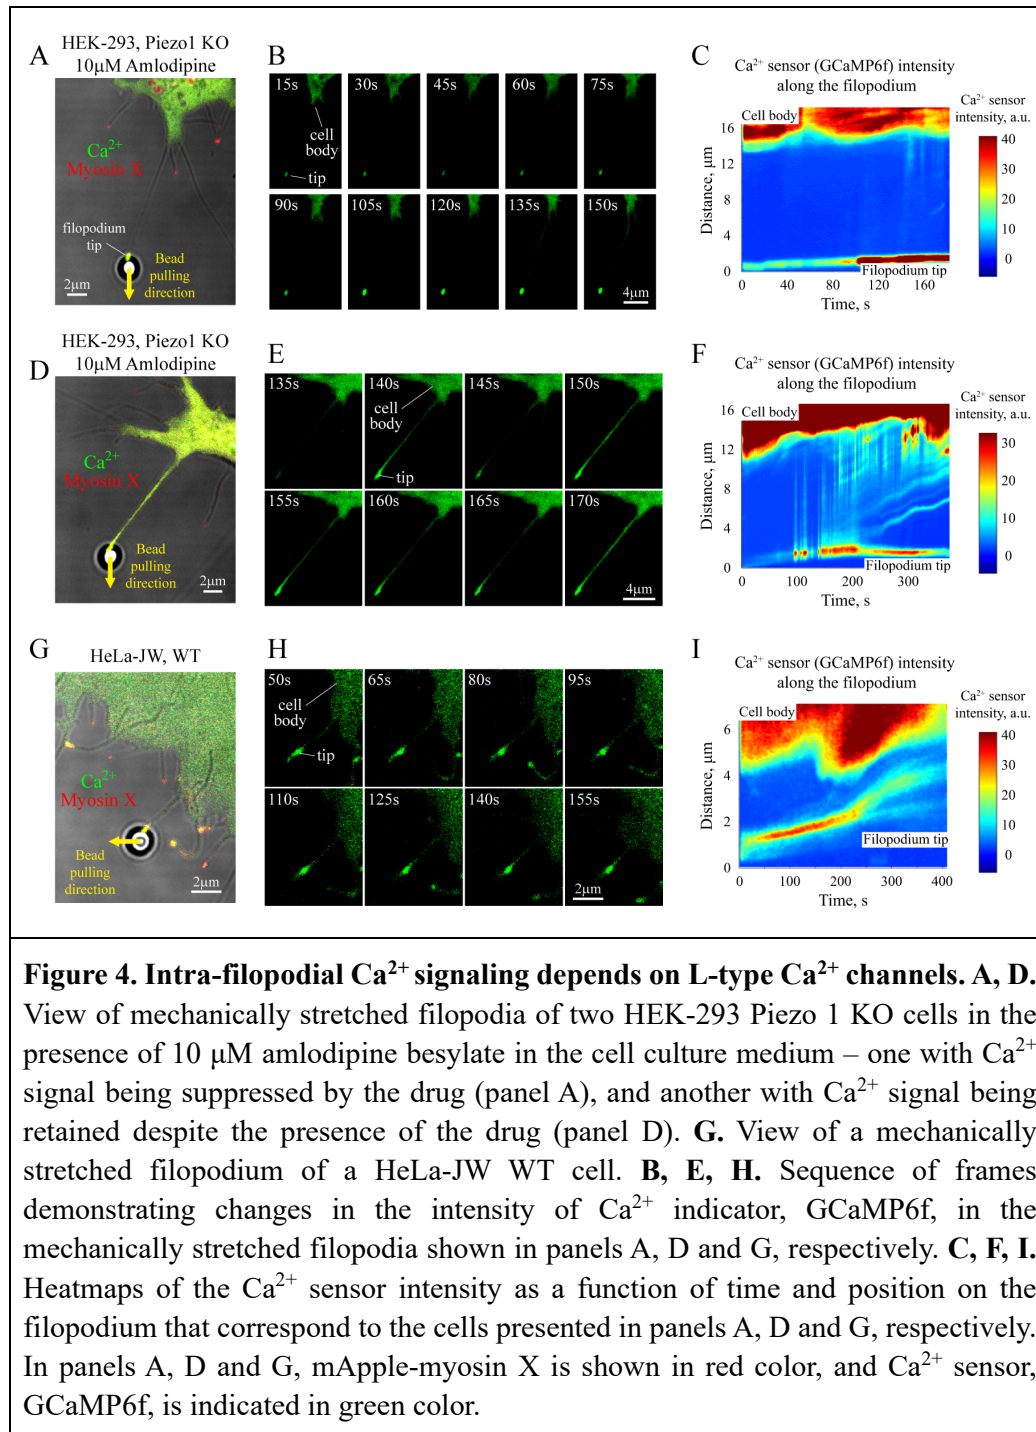 A
HEK-293, Piezo1 KO
10μM Amlodipine
Ca²⁺
Myosin X
filopodium
tip
Bead
pulling
direction
2μm
B
15s
30s
45s
60s
75s
cell
body
tip
90s
105s
120s
135s
150s
4μm
C
Ca²⁺ sensor (GCaMP6f) intensity
along the filopodium
Ca²⁺ sensor
intensity, a.u.
Cell body
Filopodium tip
Distance, μm
16
12
8
4
0
0
40
80
120
160
Time, s
40
30
20
10
0
D
HEK-293, Piezo1 KO
10μM Amlodipine
Ca²⁺
Myosin X
Bead
pulling
direction
2μm
E
135s
140s
145s
150s
cell
body
tip
155s
160s
165s
170s
4μm
F
Ca²⁺ sensor (GCaMP6f) intensity
along the filopodium
Ca²⁺ sensor
intensity, a.u.
Cell body
Filopodium tip
Distance, μm
16
12
8
4
0
0
100
200
300
Time, s
30
20
10
0
G
HeLa-JW, WT
Ca²⁺
Myosin X
Bead
pulling
direction
2μm
H
50s
65s
80s
95s
cell
body
tip
110s
125s
140s
155s
2μm
I
Ca²⁺ sensor (GCaMP6f) intensity
along the filopodium
Ca²⁺ sensor
intensity, a.u.
Cell body
Filopodium tip
Distance, μm
6
4
2
0
0
100
200
300
400
Time, s
40
30
20
10
0
Figure 4. Intra-filopodial Ca²⁺ signaling depends on L-type Ca²⁺ channels. A, D.
View of mechanically stretched filopodia of two HEK-293 Piezo 1 KO cells in the
presence of 10 μM amlodipine besylate in the cell culture medium – one with Ca²⁺
signal being suppressed by the drug (panel A), and another with Ca²⁺ signal being
retained despite the presence of the drug (panel D). G. View of a mechanically
stretched filopodium of a HeLa-JW WT cell. B, E, H. Sequence of frames
demonstrating changes in the intensity of Ca²⁺ indicator, GCaMP6f, in the
mechanically stretched filopodia shown in panels A, D and G, respectively. C, F, I.
Heatmaps of the Ca²⁺ sensor intensity as a function of time and position on the
filopodium that correspond to the cells presented in panels A, D and G, respectively.
In panels A, D and G, mApple-myosin X is shown in red color, and Ca²⁺ sensor,
GCaMP6f, is indicated in green color.